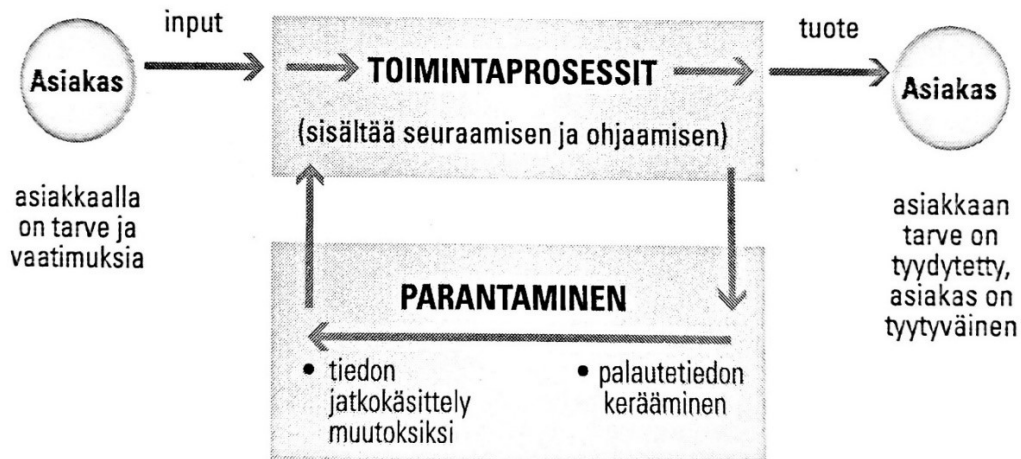 input
tuote
Asiakas
TOIMINTAPROSESSIT
Asiakas
(sisältää seuraamisen ja ohjaamisen)
asiakkaalla
on tarve ja
vaatimuksia
asiakkaan
tarve on
tyydytetty,
asiakas on
tyytyväinen
PARANTAMINEN
• tiedon
jatkokäsittely
muutoksiksi
• palautetiedon
kerääminen